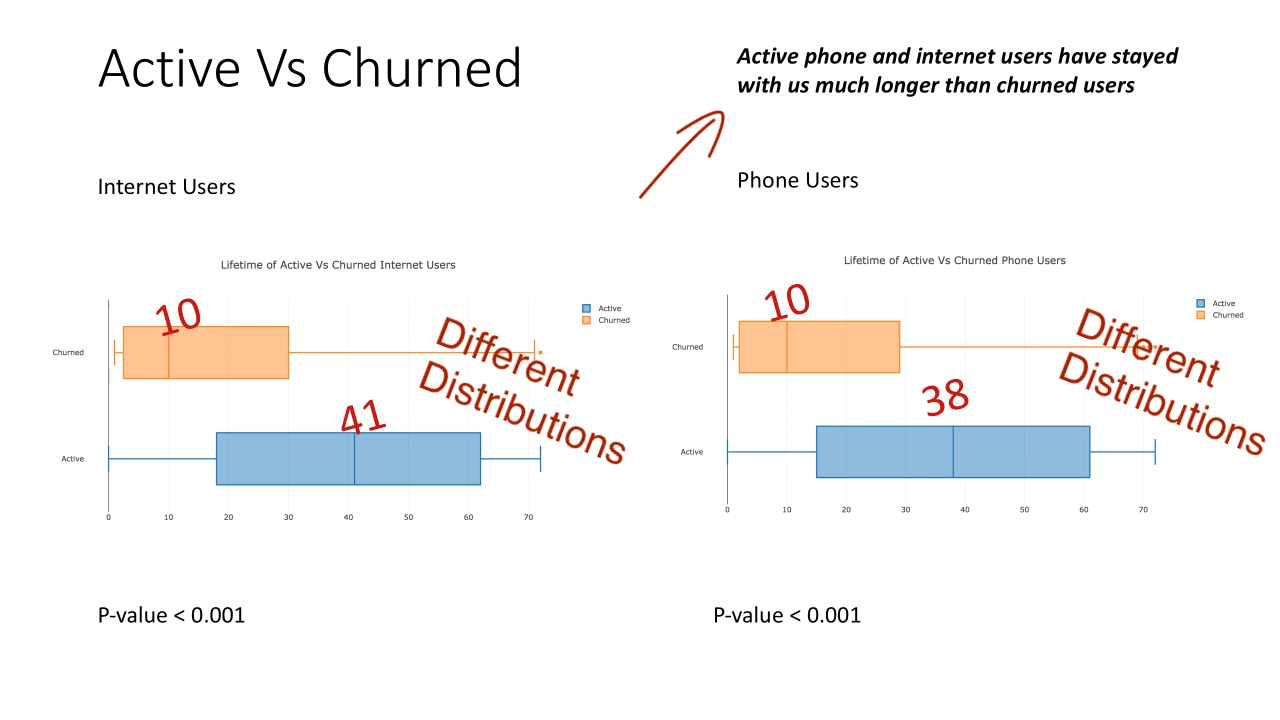 Active Vs Churned
Active phone and internet users have stayed
with us much longer than churned users
Internet Users
Phone Users
Lifetime of Active Vs Churned Internet Users
10
Active
Churned
Churned
Different
Distributions
41
Active
0 10 20 30 40 50 60 70
Lifetime of Active Vs Churned Phone Users
10
Active
Churned
Churned
Different
Distributions
38
Active
0 10 20 30 40 50 60 70
P-value < 0.001
P-value < 0.001